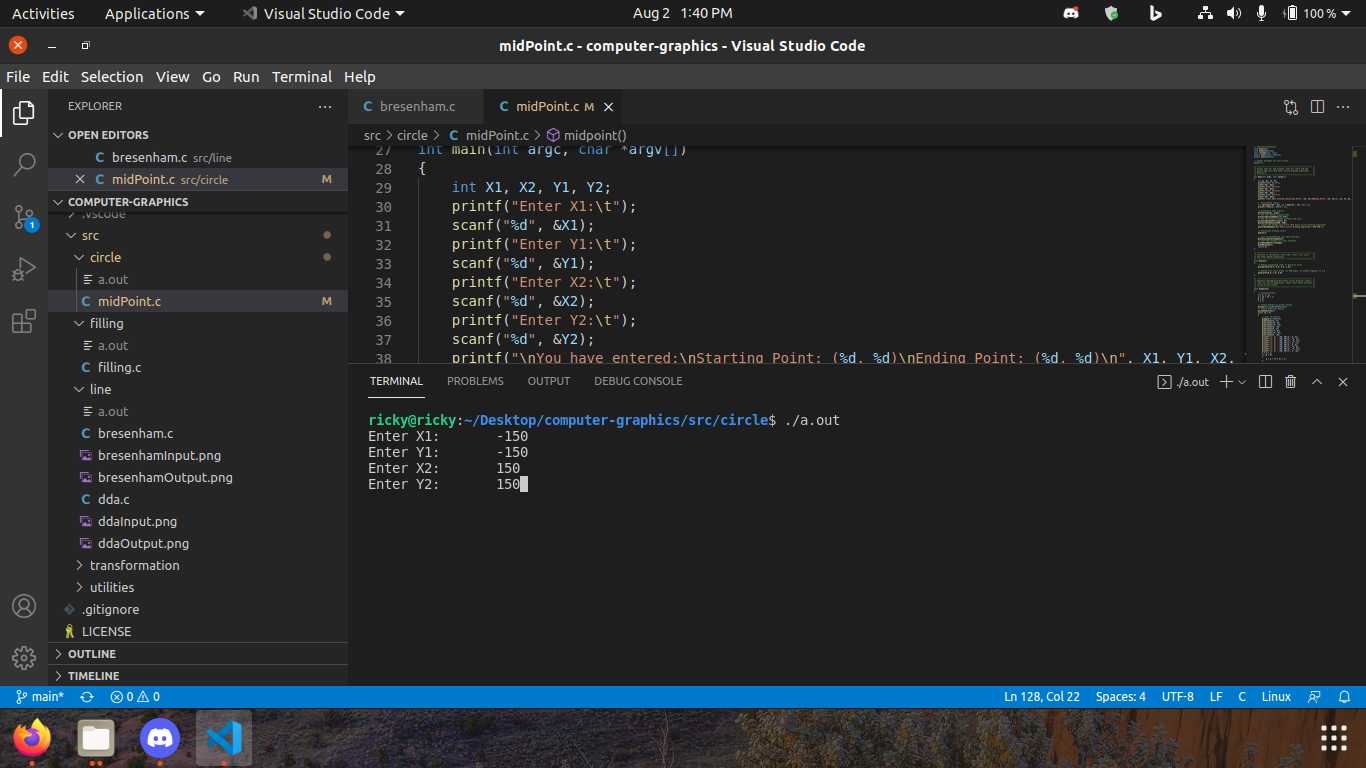 Activities Applications Visual Studio Code Aug 2 1:40 PM 100 %
midPoint.c - computer-graphics - Visual Studio Code
File Edit Selection View Go Run Terminal Help
EXPLORER
OPEN EDITORS
bresenham.c src/line
midPoint.c src/circle M
COMPUTER-GRAPHICS
.vscode
src
circle
a.out
midPoint.c M
filling
a.out
filling.c
line
a.out
bresenham.c
bresenhamInput.png
bresenhamOutput.png
dda.c
ddaInput.png
ddaOutput.png
transformation
utilities
.gitignore
LICENSE
OUTLINE
TIMELINE
1
bresenham.c midPoint.c M
src > circle > midPoint.c > midpoint()
27 int main(int argc, char *argv[])
28 {
29 int X1, X2, Y1, Y2;
30 printf("Enter X1:\t");
31 scanf("%d", &X1);
32 printf("Enter Y1:\t");
33 scanf("%d", &Y1);
34 printf("Enter X2:\t");
35 scanf("%d", &X2);
36 printf("Enter Y2:\t");
37 scanf("%d", &Y2);
38 printf("\nYou have entered:\nStarting Point: (%d, %d)\nEnding Point: (%d, %d)\n", X1, Y1, X2,
TERMINAL PROBLEMS OUTPUT DEBUG CONSOLE ./a.out
ricky@ricky:~/Desktop/computer-graphics/src/circle$ ./a.out
Enter X1: -150
Enter Y1: -150
Enter X2: 150
Enter Y2: 150
main* 0 0 Ln 128, Col 22 Spaces: 4 UTF-8 LF C Linux